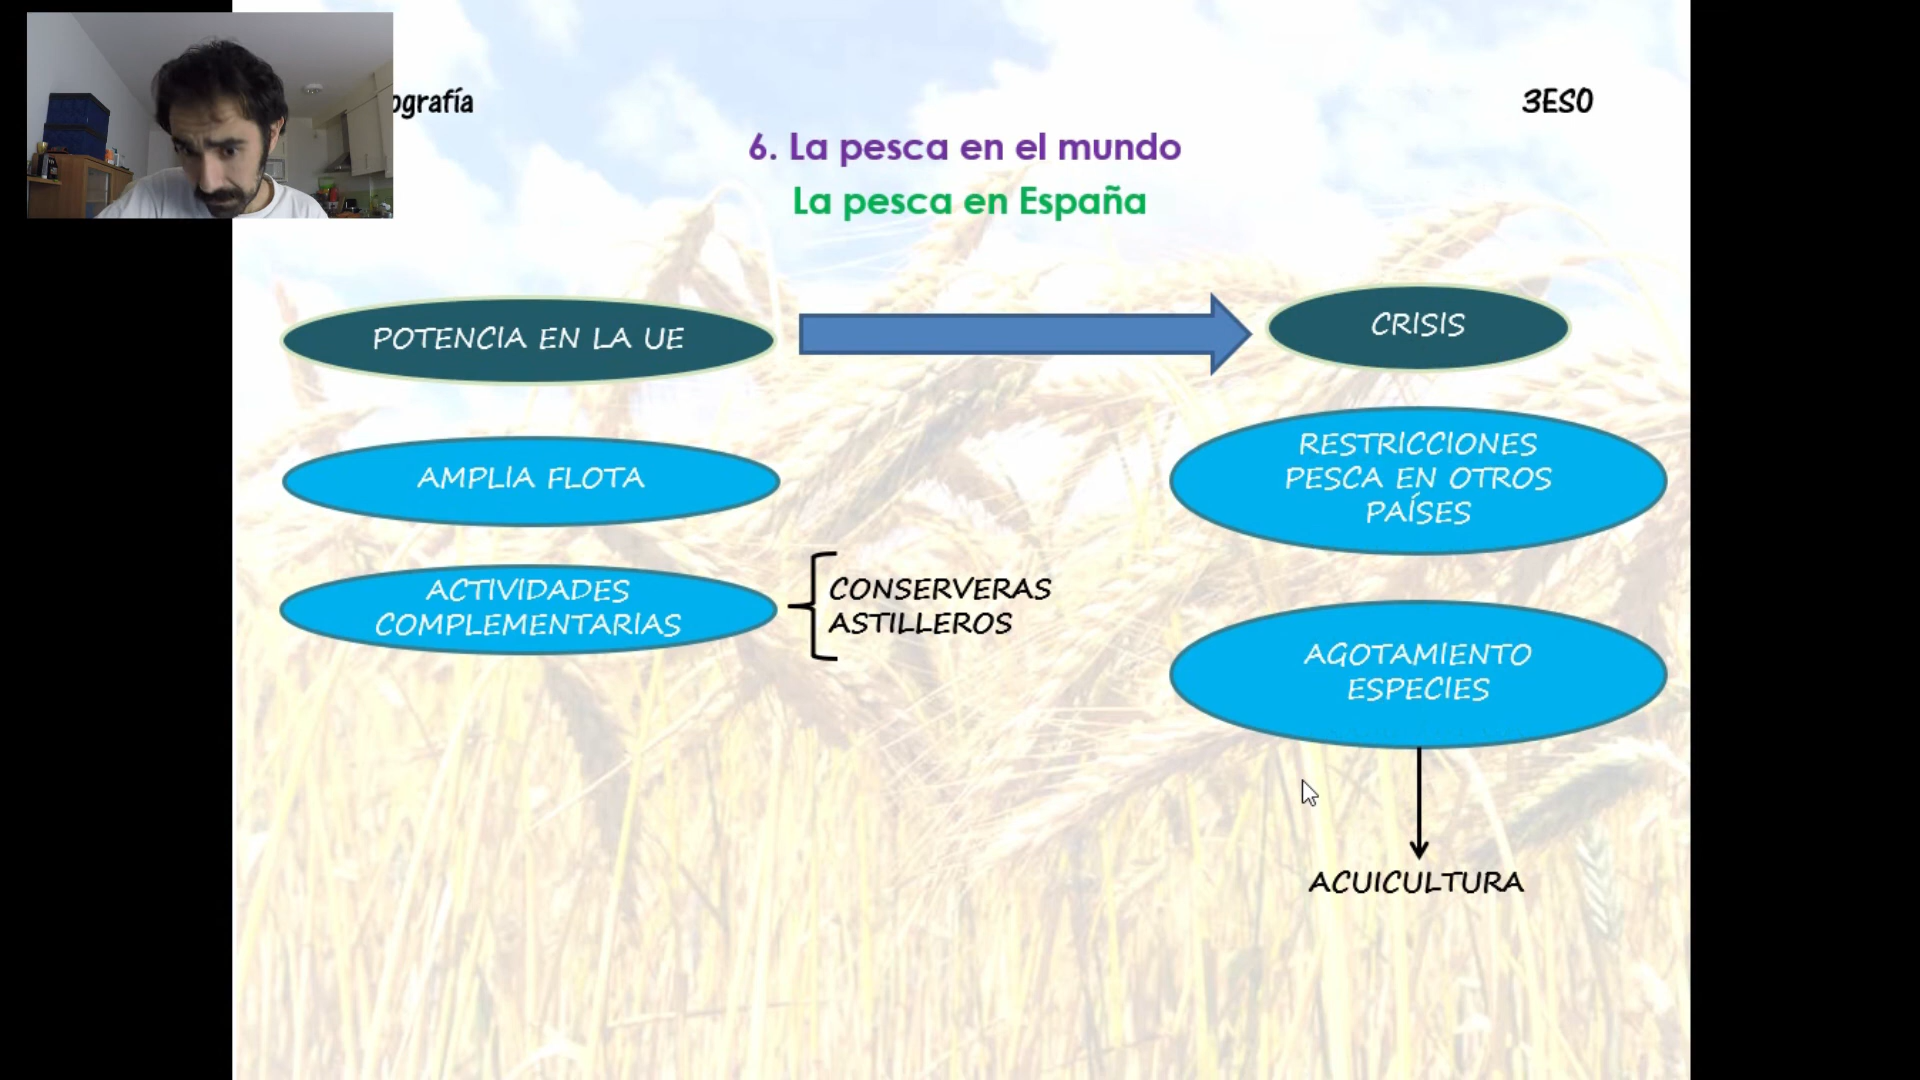 ografía
3ESO
6. La pesca en el mundo
La pesca en España
POTENCIA EN LA UE
CRISIS
AMPLIA FLOTA
RESTRICCIONES
PESCA EN OTROS
PAÍSES
ACTIVIDADES
COMPLEMENTARIAS
CONSERVERAS
ASTILLEROS
AGOTAMIENTO
ESPECIES
ACUICULTURA